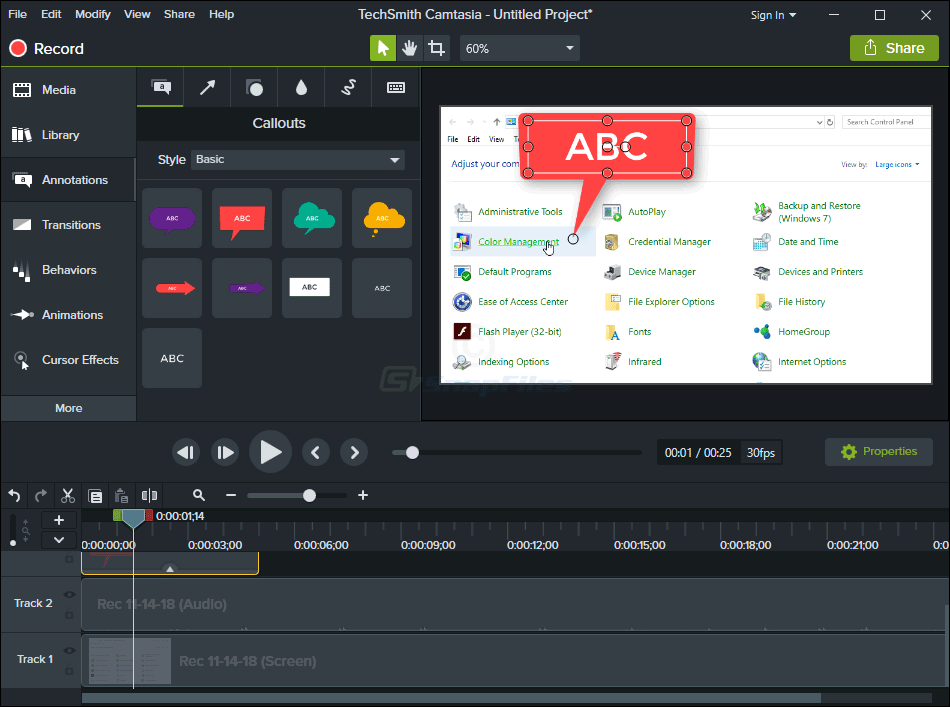 File Edit Modify View Share Help
TechSmith Camtasia - Untitled Project*
Sign In
Record
60%
Share
Media
Library
Annotations
Transitions
Behaviors
Animations
Cursor Effects
More
a
Callouts
Style Basic
ABC ABC ABC ABC
ABC ABC ABC ABC
ABC
Search Control Panel
File Edit View
Adjust your com
View by: Large icons
ABC
Administrative Tools AutoPlay Backup and Restore
(Windows 7)
Color Management Credential Manager Date and Time
Default Programs Device Manager Devices and Printers
Ease of Access Center File Explorer Options File History
Flash Player (32-bit) Fonts HomeGroup
Indexing Options Infrared Internet Options
SnapFiles
00:01 / 00:25 30fps
Properties
0:00:01;14
0:00:00;00 0:00:03;00 0:00:06;00 0:00:09;00 0:00:12;00 0:00:15;00 0:00:18;00 0:00:21;00
Track 2
Rec 11-14-18 (Audio)
Track 1
Rec 11-14-18 (Screen)